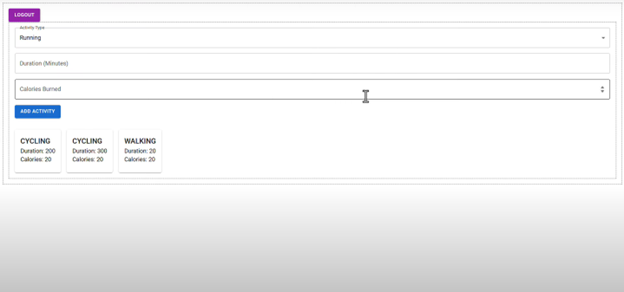 LOGOUT
Activity Type
Running
Duration (Minutes)
Calories Burned
ADD ACTIVITY
CYCLING
Duration: 200
Calories: 20
CYCLING
Duration: 300
Calories: 20
WALKING
Duration: 20
Calories: 20